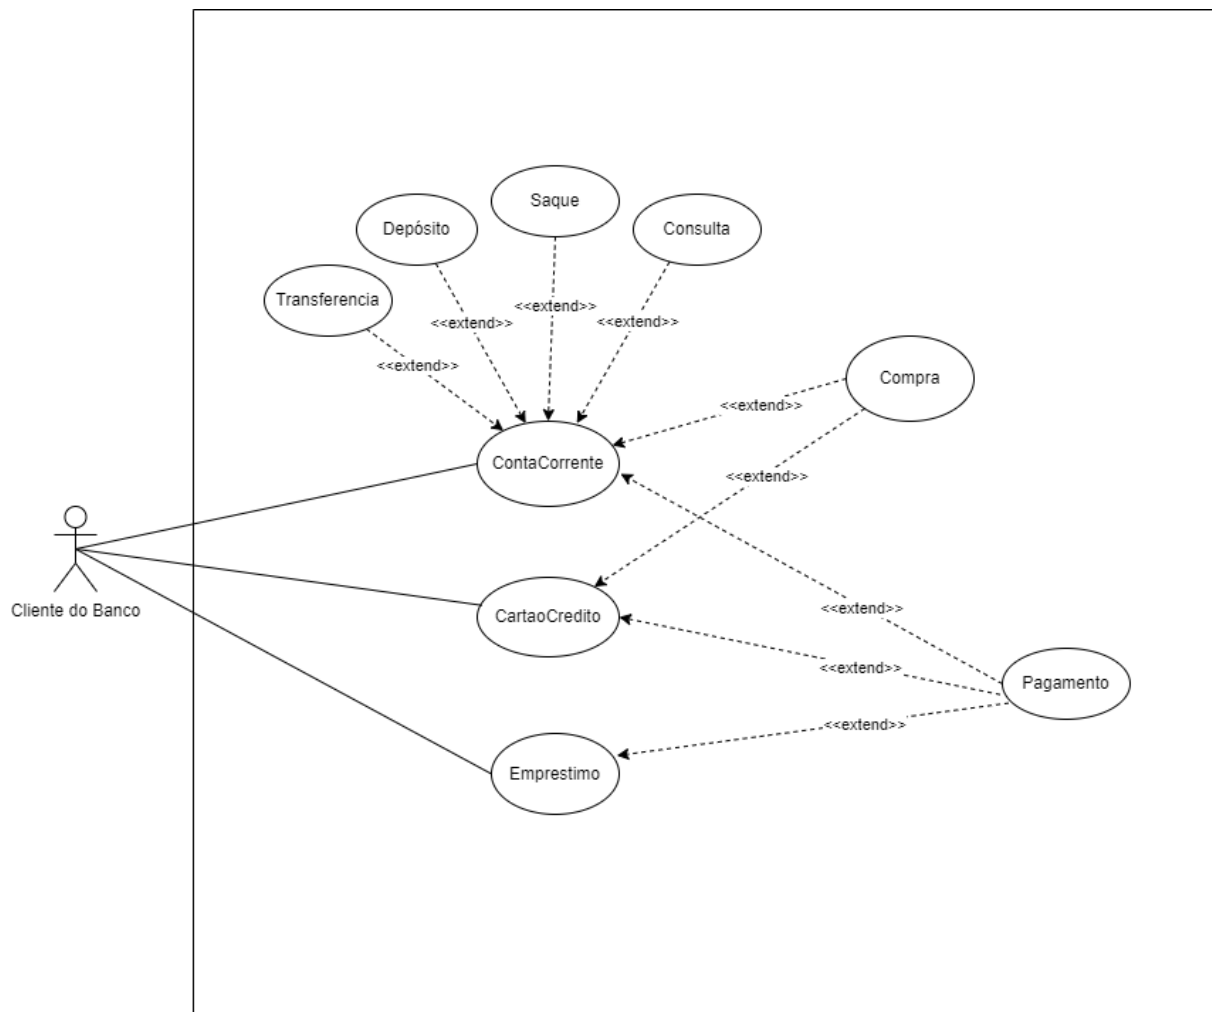 Saque
Depósito
Consulta
Transferencia
<<extend>>
<<extend>>
<<extend>>
<<extend>>
Compra
<<extend>>
ContaCorrente
<<extend>>
Cliente do Banco
CartaoCredito
<<extend>>
<<extend>>
Pagamento
<<extend>>
Emprestimo